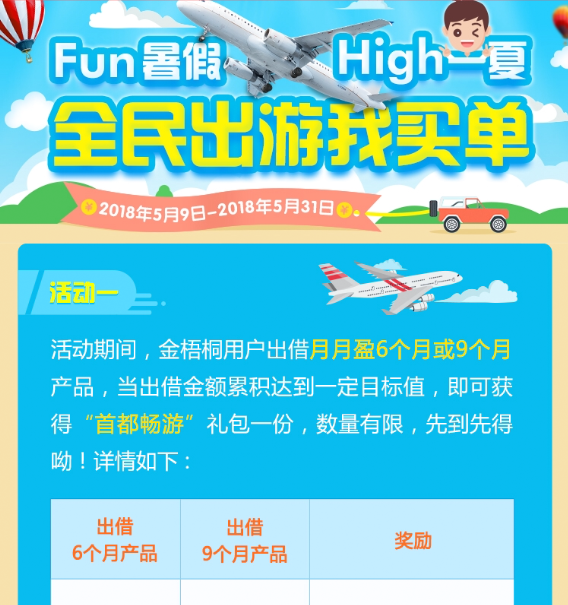 Fun暑假 High一夏
全民出游我买单
2018年5月9日-2018年5月31日
活动一
活动期间，金梧桐用户出借月月盈6个月或9个月
产品，当出借金额累积达到一定目标值，即可获
得“首都畅游”礼包一份，数量有限，先到先得
呦！详情如下：
出借 出借 奖励
6个月产品 9个月产品